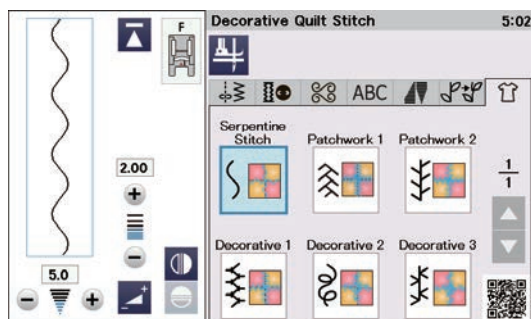 F
2.00
5.0
Decorative Quilt Stitch 5:02
ABC
Serpentine
Stitch
Patchwork 1
Patchwork 2
1
1
Decorative 1
Decorative 2
Decorative 3